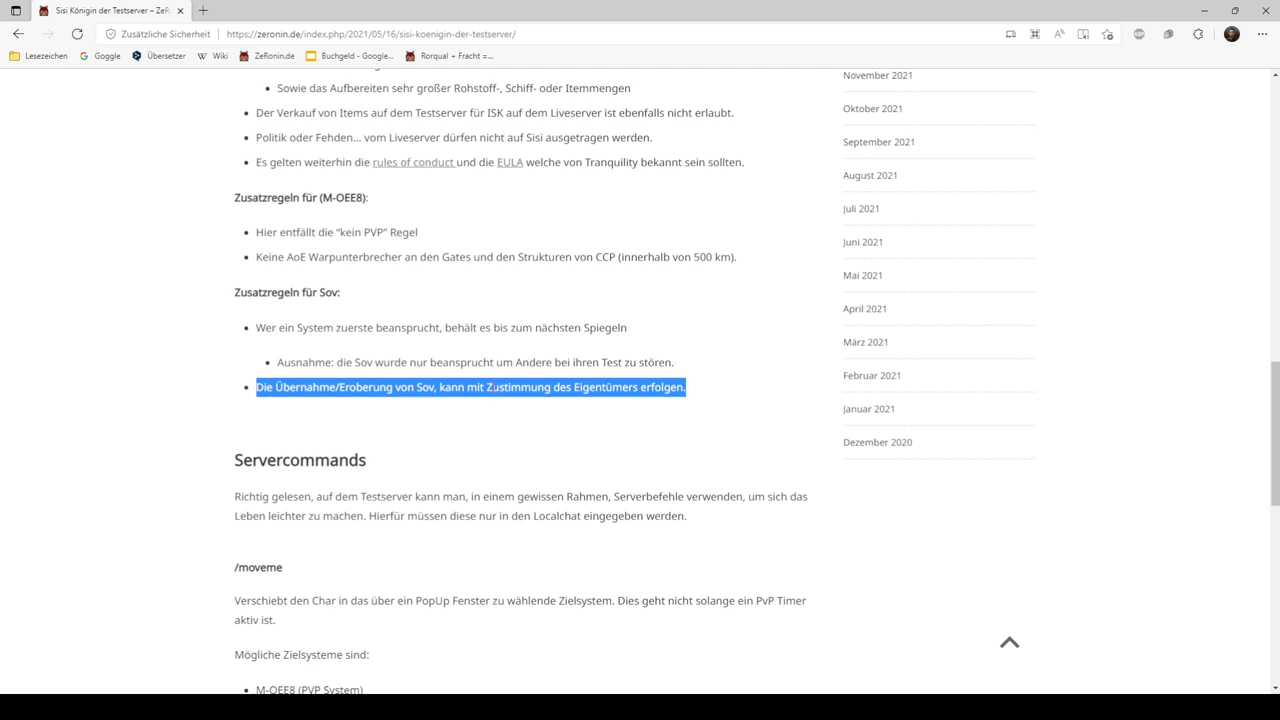 Sisi Königin der Testserver – ZeR
Zusätzliche Sicherheit
https://zeronin.de/index.php/2021/05/16/sisi-koenigin-der-testserver/
Lesezeichen
Goggle
Übersetzer
Wiki
ZeRonin.de
Buchgeld - Google...
Rorqual + Fracht =...
Sowie das Aufbereiten sehr großer Rohstoff-, Schiff- oder Itemmengen
Der Verkauf von Items auf dem Testserver für ISK auf dem Liveserver ist ebenfalls nicht erlaubt.
Politik oder Fehden… vom Liveserver dürfen nicht auf Sisi ausgetragen werden.
Es gelten weiterhin die rules of conduct und die EULA welche von Tranquility bekannt sein sollten.
Zusatzregeln für (M-OEE8):
Hier entfällt die “kein PVP” Regel
Keine AoE Warpunterbrecher an den Gates und den Strukturen von CCP (innerhalb von 500 km).
Zusatzregeln für Sov:
Wer ein System zuerste beansprucht, behält es bis zum nächsten Spiegeln
Ausnahme: die Sov wurde nur beansprucht um Andere bei ihren Test zu stören.
Die Übernahme/Eroberung von Sov, kann mit Zustimmung des Eigentümers erfolgen.
Servercommands
Richtig gelesen, auf dem Testserver kann man, in einem gewissen Rahmen, Serverbefehle verwenden, um sich das
Leben leichter zu machen. Hierfür müssen diese nur in den Localchat eingegeben werden.
/moveme
Verschiebt den Char in das über ein PopUp Fenster zu wählende Zielsystem. Dies geht nicht solange ein PvP Timer
aktiv ist.
Mögliche Zielsysteme sind:
M-OEE8 (PVP System)
November 2021
Oktober 2021
September 2021
August 2021
Juli 2021
Juni 2021
Mai 2021
April 2021
März 2021
Februar 2021
Januar 2021
Dezember 2020